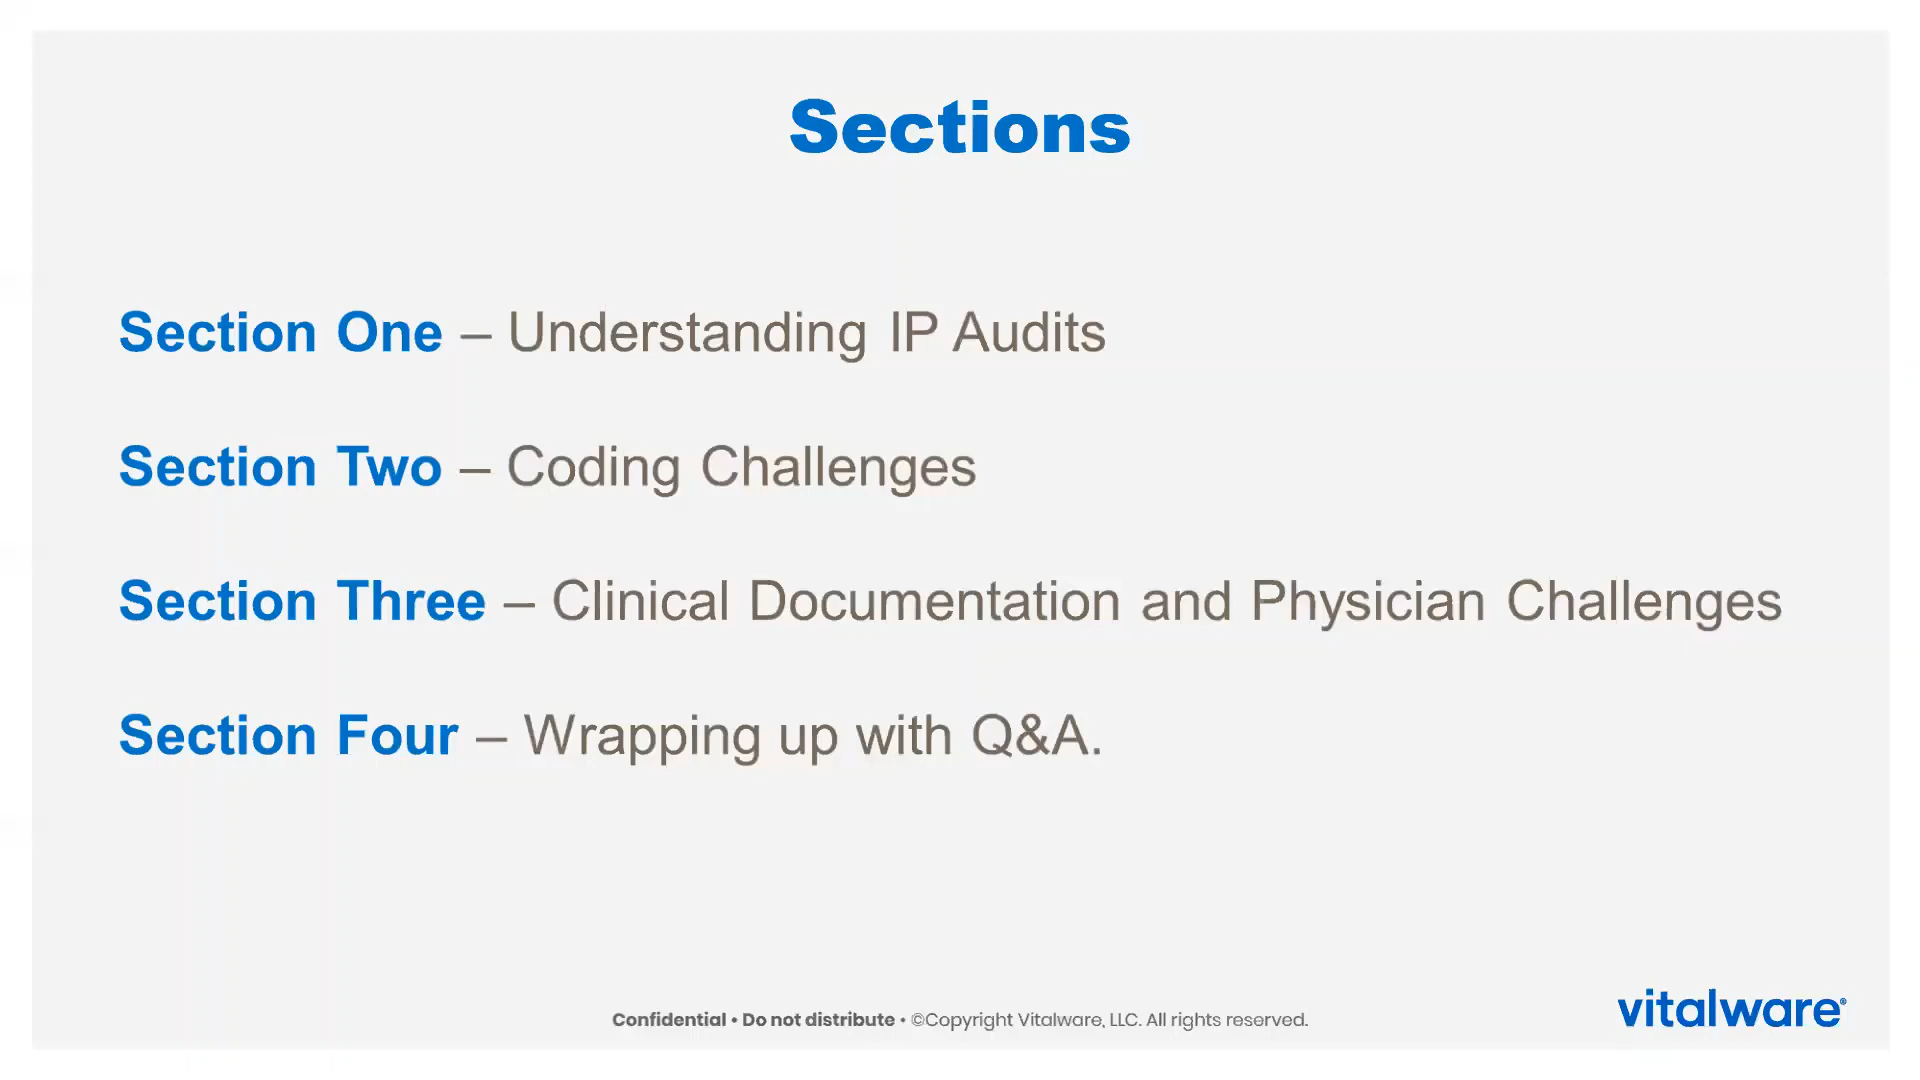 Sections
Section One – Understanding IP Audits
Section Two – Coding Challenges
Section Three – Clinical Documentation and Physician Challenges
Section Four – Wrapping up with Q&A.
Confidential • Do not distribute • ©Copyright Vitalware, LLC. All rights reserved.
vitalware®